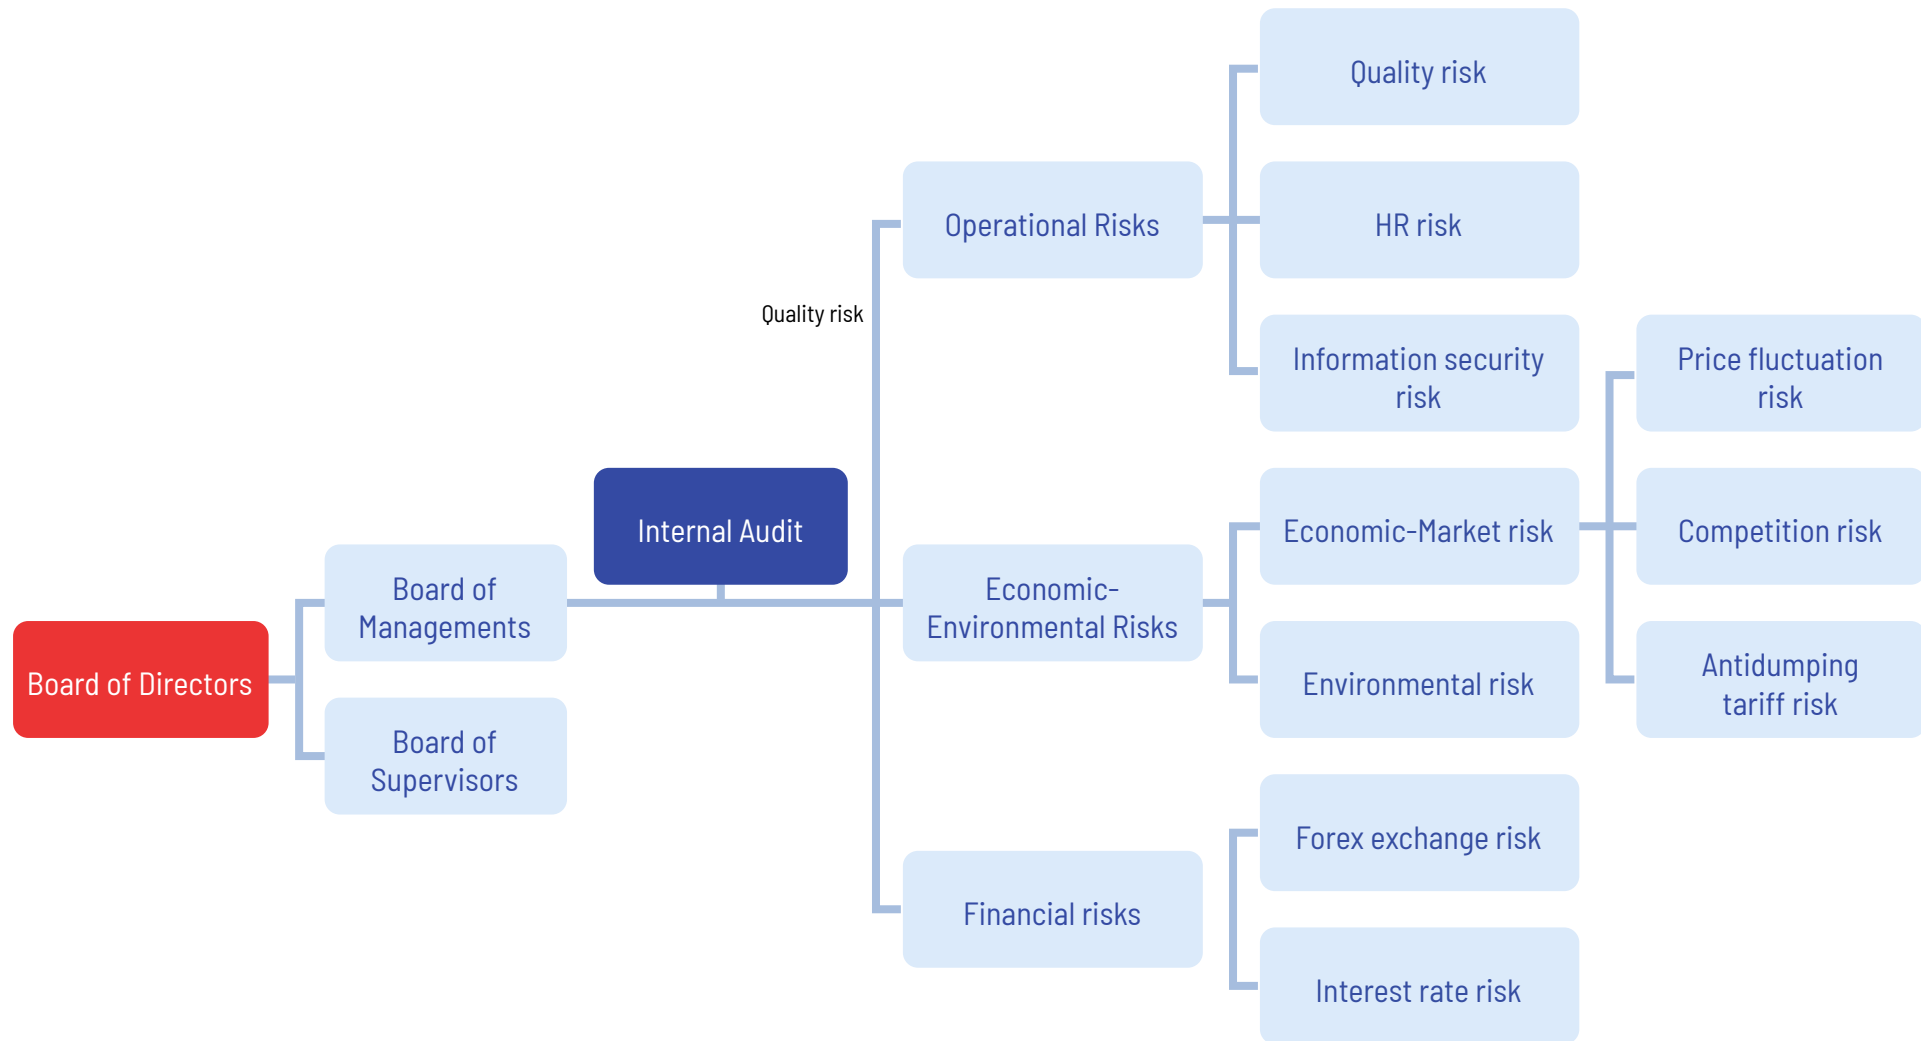 Board of Directors
Board of
Managements
Board of
Supervisors
Internal Audit
Quality risk
Operational Risks
Economic-
Environmental Risks
Financial risks
Quality risk
HR risk
Information security
risk
Economic-Market risk
Environmental risk
Forex exchange risk
Interest rate risk
Price fluctuation
risk
Competition risk
Antidumping
tariff risk